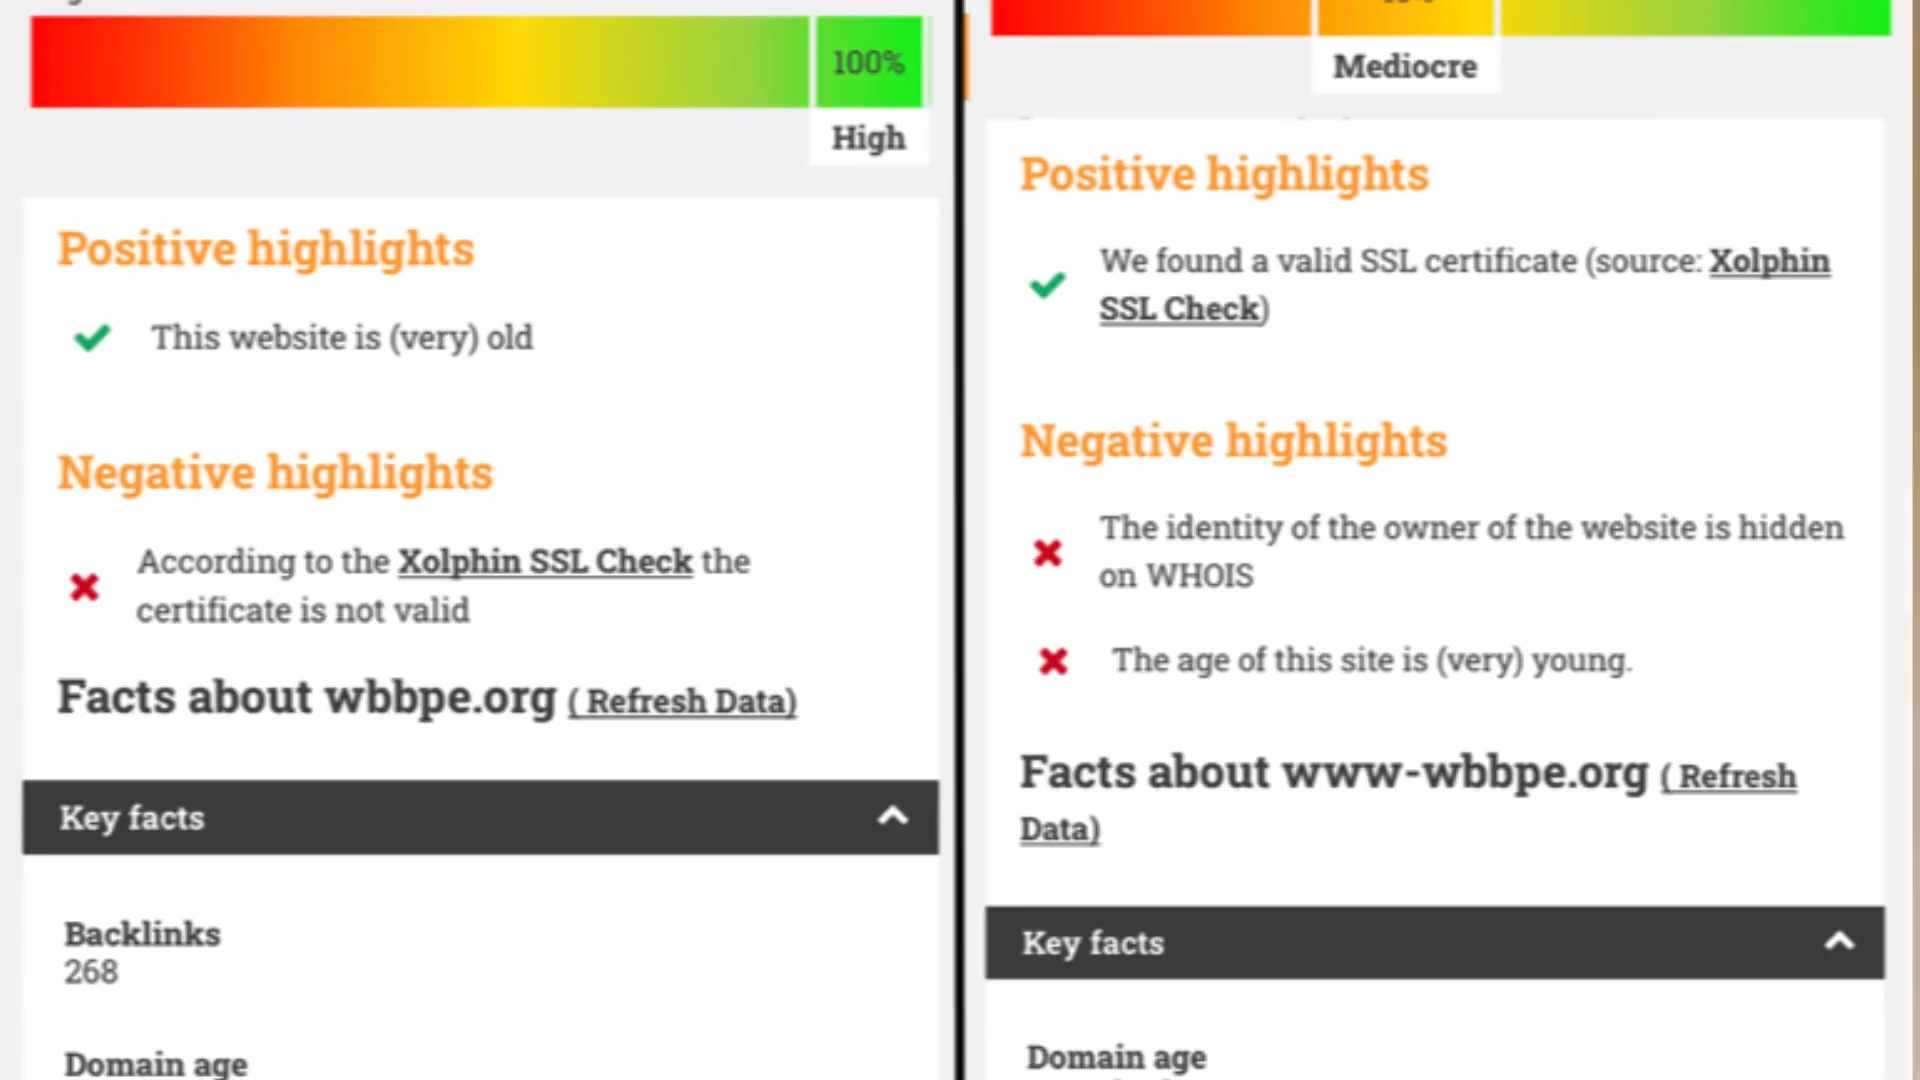 100%
High
Positive highlights
This website is (very) old
Negative highlights
According to the Xolphin SSL Check the
certificate is not valid
Facts about wbbpe.org ( Refresh Data)
Key facts
Backlinks
268
Domain age
Mediocre
Positive highlights
We found a valid SSL certificate (source: Xolphin
SSL Check)
Negative highlights
The identity of the owner of the website is hidden
on WHOIS
The age of this site is (very) young.
Facts about www-wbbpe.org ( Refresh
Data)
Key facts
Domain age